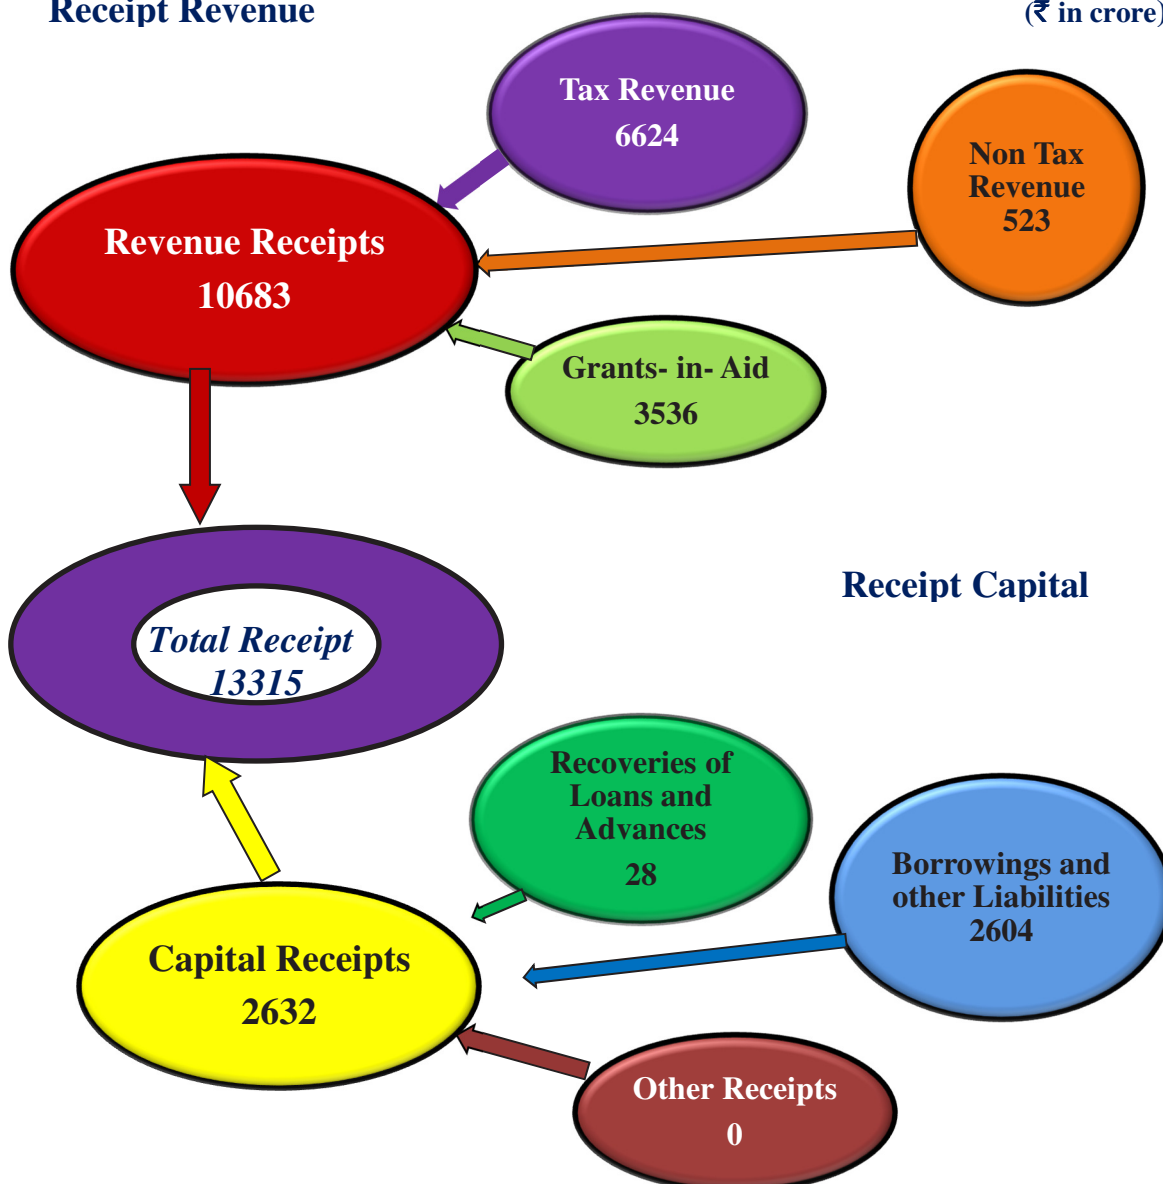 Receipt Revenue
(₹ in crore)
Tax Revenue
6624
Non Tax
Revenue
523
Revenue Receipts
10683
Grants- in- Aid
3536
Total Receipt
13315
Receipt Capital
Recoveries of
Loans and
Advances
28
Borrowings and
other Liabilities
2604
Capital Receipts
2632
Other Receipts
0